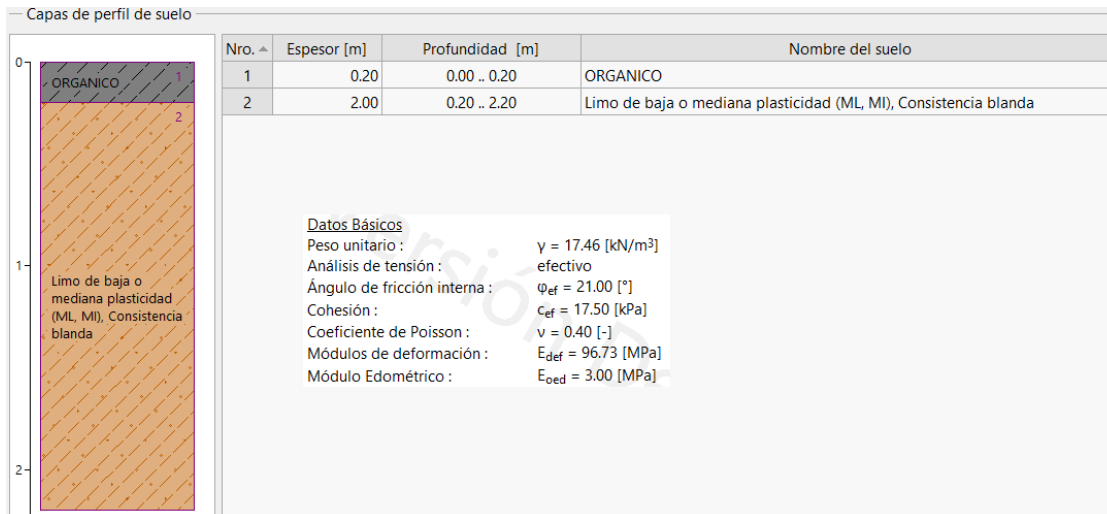 Capas de perfil de suelo
Nro. Espesor [m] Profundidad [m] Nombre del suelo
1 0.20 0.00 .. 0.20 ORGANICO
2 2.00 0.20 .. 2.20 Limo de baja o mediana plasticidad (ML, MI), Consistencia blanda
0
ORGANICO 1
2
1
Limo de baja o
mediana plasticidad
(ML, MI), Consistencia
blanda
2
Datos Básicos
Peso unitario : γ = 17.46 [kN/m³]
Análisis de tensión : efectivo
Ángulo de fricción interna : φef = 21.00 [°]
Cohesión : cef = 17.50 [kPa]
Coeficiente de Poisson : ν = 0.40 [-]
Módulos de deformación : Edef = 96.73 [MPa]
Módulo Edométrico : Eoed = 3.00 [MPa]